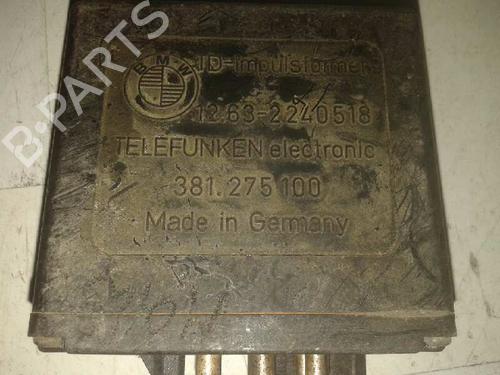 BMW
TD-Impulsformer
12.63-2240518
TELEFUNKEN electronic
381.275 100
Made in Germany
B-PARTS